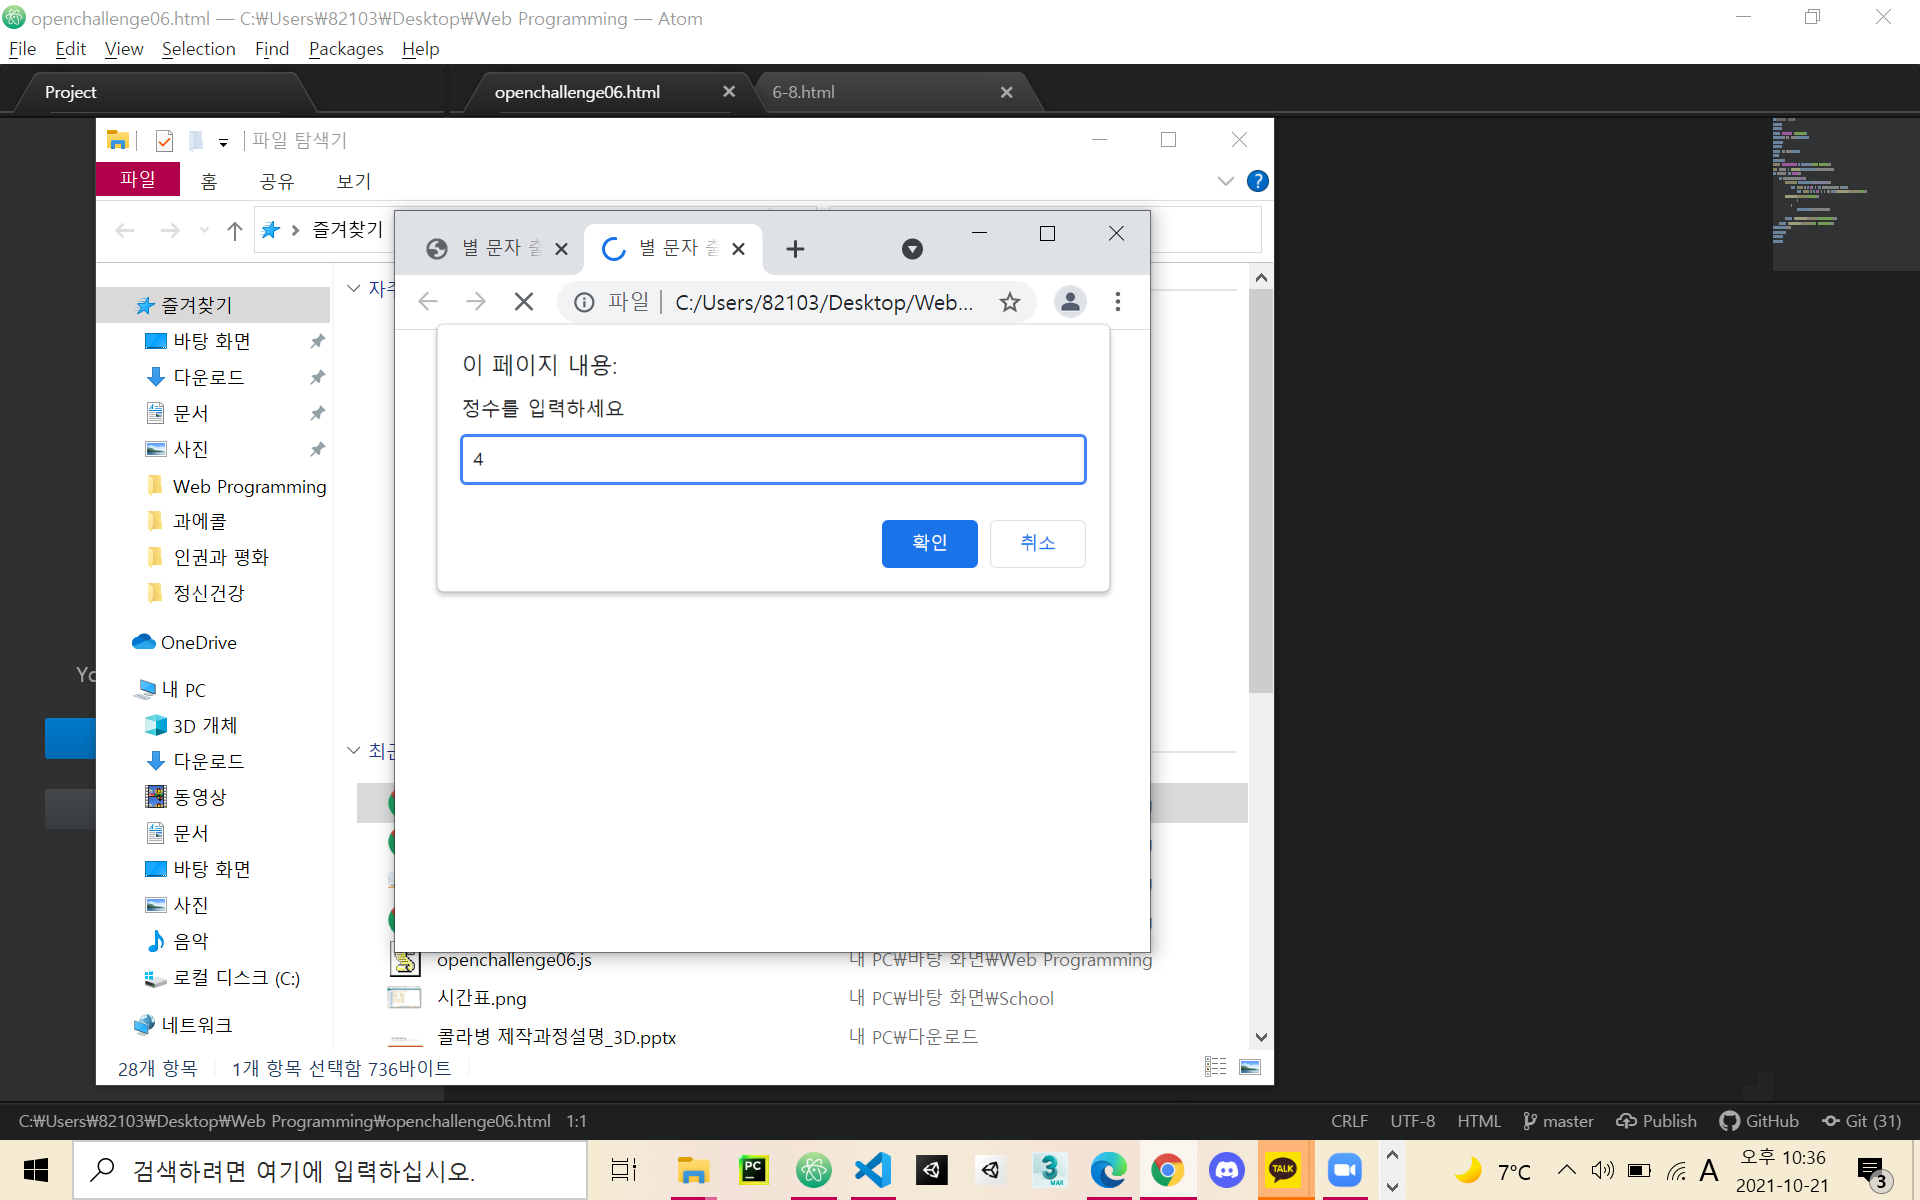 openchallenge06.html — C:₩Users₩82103₩Desktop₩Web Programming — Atom
File Edit View Selection Find Packages Help
Project
openchallenge06.html
6-8.html
파일 탐색기
파일 홈 공유 보기
즐겨찾기
별 문자 출
별 문자 출
파일 | C:/Users/82103/Desktop/Web...
이 페이지 내용:
정수를 입력하세요
4
확인 취소
즐겨찾기
바탕 화면
다운로드
문서
사진
Web Programming
과에콜
인권과 평화
정신건강
OneDrive
내 PC
3D 개체
다운로드
동영상
문서
바탕 화면
사진
음악
로컬 디스크 (C:)
네트워크
openchallenge06.js 내 PC₩바탕 화면₩Web Programming
시간표.png 내 PC₩바탕 화면₩School
콜라병 제작과정설명_3D.pptx 내 PC₩다운로드
28개 항목 1개 항목 선택함 736바이트
C:₩Users₩82103₩Desktop₩Web Programming₩openchallenge06.html 1:1
CRLF UTF-8 HTML master Publish GitHub Git (31)
검색하려면 여기에 입력하십시오.
PC
3
MAX
TALK
7°C
A
오후 10:36
2021-10-21
3